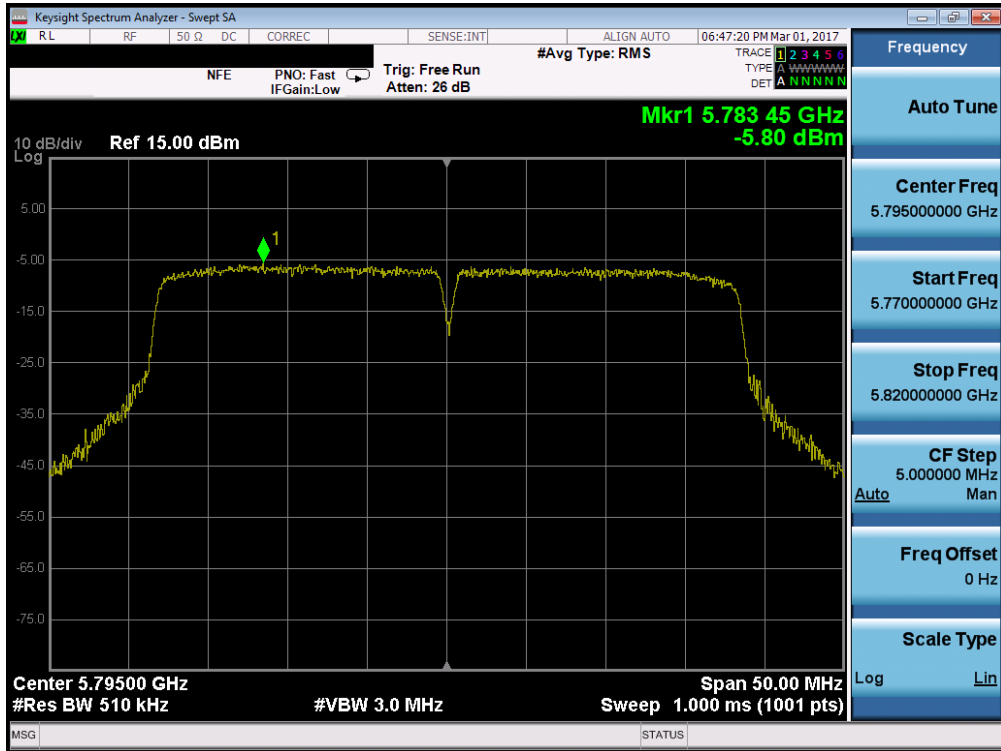 Keysight Spectrum Analyzer - Swept SA
LXI RL RF 50 Ω DC CORREC SENSE:INT ALIGN AUTO 06:47:20 PM Mar 01, 2017
NFE PNO: Fast Trig: Free Run #Avg Type: RMS TRACE 1 2 3 4 5 6
IFGain:Low Atten: 26 dB TYPE A WWWWW
DET A N N N N N
Mkr1 5.783 45 GHz
-5.80 dBm
10 dB/div Ref 15.00 dBm
Log
5.00
1
-5.00
-15.0
-25.0
-35.0
-45.0
-55.0
-65.0
-75.0
Center 5.79500 GHz Span 50.00 MHz
#Res BW 510 kHz #VBW 3.0 MHz Sweep 1.000 ms (1001 pts)
MSG STATUS
Frequency
Auto Tune
Center Freq
5.795000000 GHz
Start Freq
5.770000000 GHz
Stop Freq
5.820000000 GHz
CF Step
5.000000 MHz
Auto Man
Freq Offset
0 Hz
Scale Type
Log Lin